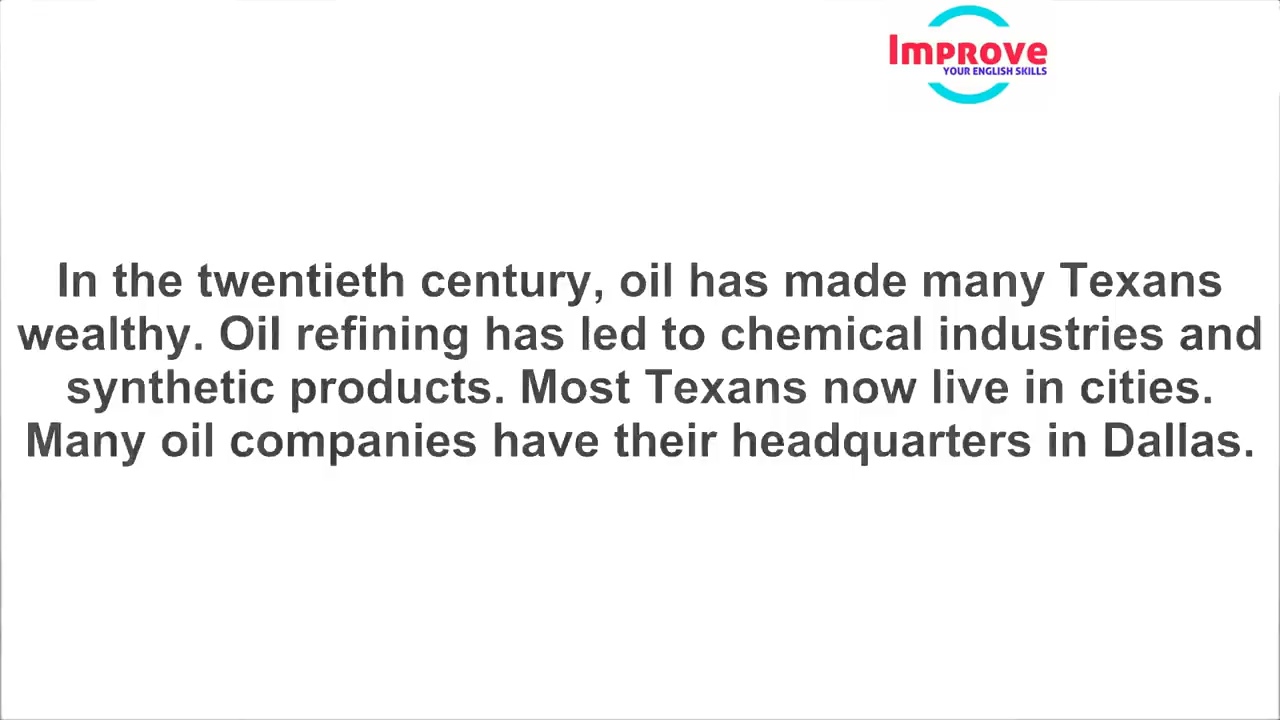 Improve
YOUR ENGLISH SKILLS
In the twentieth century, oil has made many Texans
wealthy. Oil refining has led to chemical industries and
synthetic products. Most Texans now live in cities.
Many oil companies have their headquarters in Dallas.